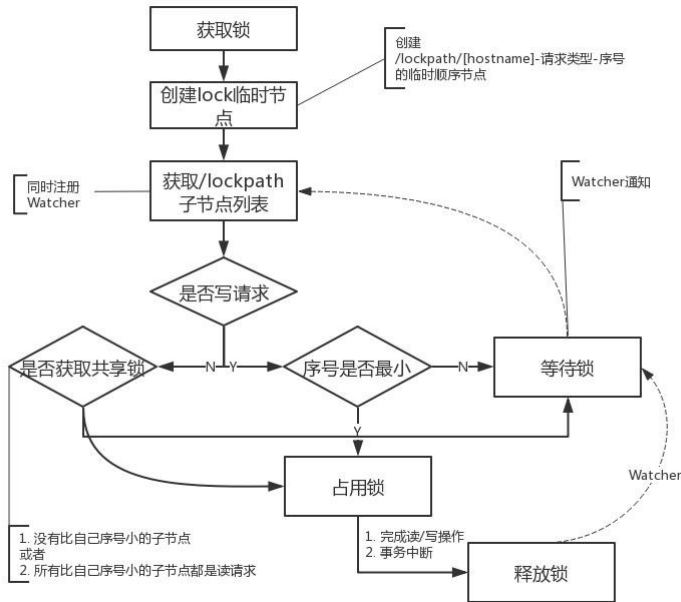 获取锁
创建
/lockpath/[hostname]-请求类型-序号
的临时顺序节点
创建lock临时节
点
同时注册
Watcher
获取/lockpath
子节点列表
Watcher通知
是否写请求
是否获取共享锁
N
Y
序号是否最小
N
等待锁
Y
占用锁
Watcher
1. 没有比自己序号小的子节点
或者
2. 所有比自己序号小的子节点都是读请求
1. 完成读/写操作
2. 事务中断
释放锁